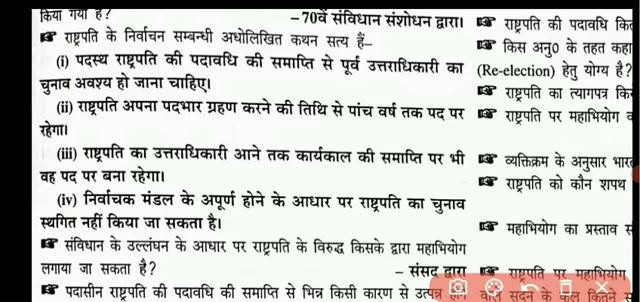 किया गया है?
– 70वें संविधान संशोधन द्वारा।
☞ राष्ट्रपति के निर्वाचन सम्बन्धी अधोलिखित कथन सत्य हैं–
(i) पदस्थ राष्ट्रपति की पदावधि की समाप्ति से पूर्व उत्तराधिकारी का
चुनाव अवश्य हो जाना चाहिए।
(ii) राष्ट्रपति अपना पदभार ग्रहण करने की तिथि से पांच वर्ष तक पद पर
रहेगा।
(iii) राष्ट्रपति का उत्तराधिकारी आने तक कार्यकाल की समाप्ति पर भी
वह पद पर बना रहेगा।
(iv) निर्वाचक मंडल के अपूर्ण होने के आधार पर राष्ट्रपति का चुनाव
स्थगित नहीं किया जा सकता है।
☞ संविधान के उल्लंघन के आधार पर राष्ट्रपति के विरुद्ध किसके द्वारा महाभियोग
लगाया जा सकता है?
– संसद द्वारा
☞ पदासीन राष्ट्रपति की पदावधि की समाप्ति से भिन्न किसी कारण से
☞ राष्ट्रपति की पदावधि
☞ किस अनु० के तहत कहा
(Re-election) हेतु योग्य है?
☞ राष्ट्रपति का त्यागपत्र
☞ राष्ट्रपति पर महाभियोग
☞ व्यतिक्रम के अनुसार
☞ राष्ट्रपति को कौन शपथ
☞ महाभियोग का प्रस्ताव
☞ राष्ट्रपति पर महाभियोग